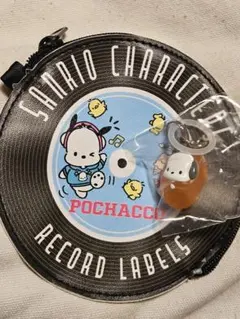 SANRIO CHARACTERS
POCHACCO
RECORD LABELS